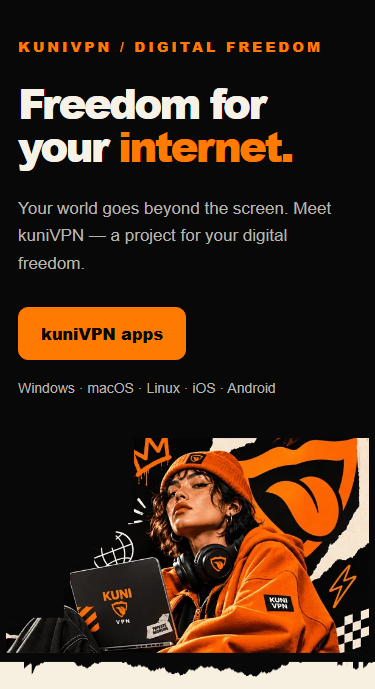 KUNIVPN / DIGITAL FREEDOM
Freedom for
your internet.
Your world goes beyond the screen. Meet
kuniVPN — a project for your digital
freedom.
kuniVPN apps
Windows · macOS · Linux · iOS · Android
KUNI
VPN
KUNI
VPN